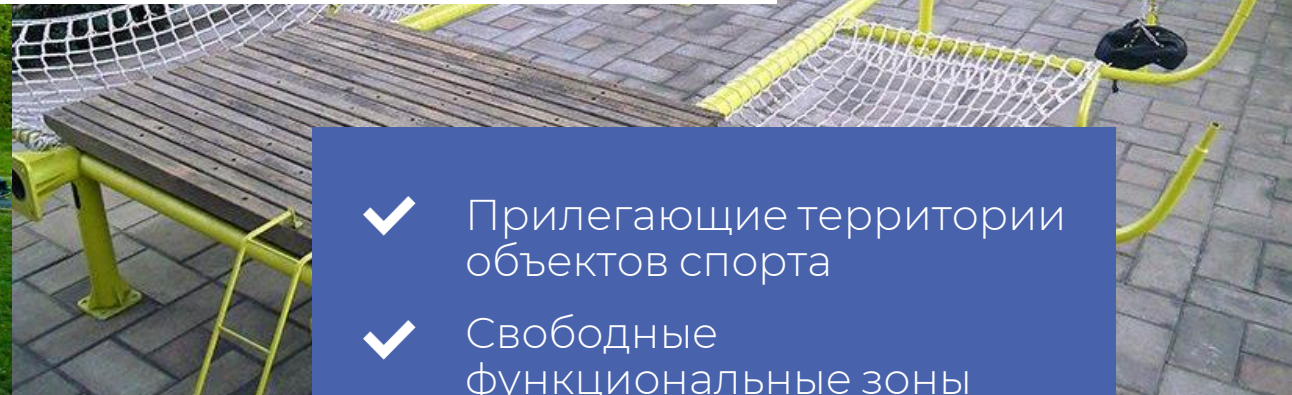 Прилегающие территории
объектов спорта
Свободные
функциональные зоны